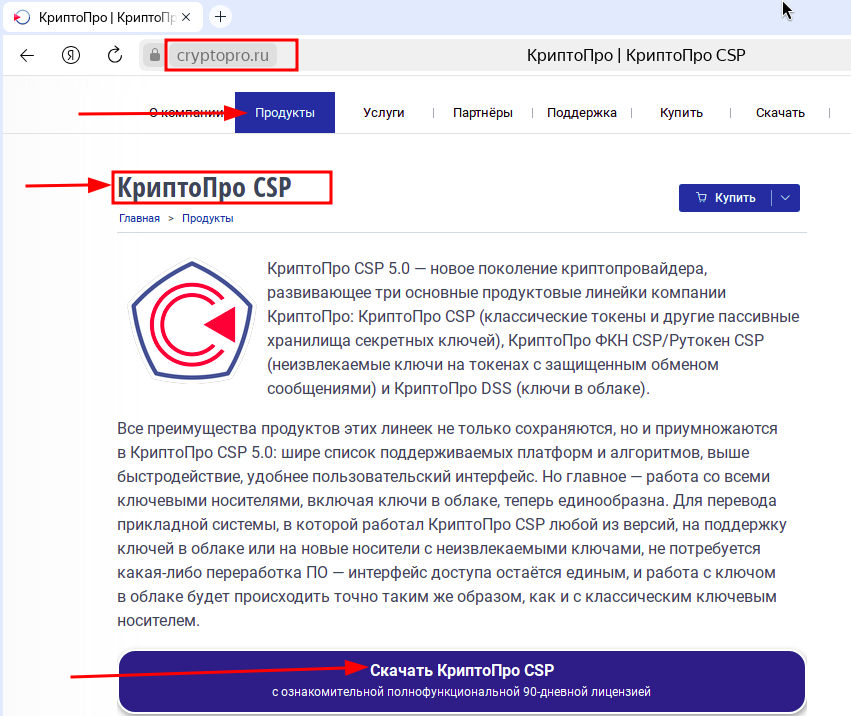 КриптоПро | КриптоПр
cryptopro.ru
КриптоПро | КриптоПро CSP
О компании Продукты Услуги Партнёры Поддержка Купить Скачать
КриптоПро CSP
Купить
Главная > Продукты
КриптоПро CSP 5.0 — новое поколение криптопровайдера,
развивающее три основные продуктовые линейки компании
КриптоПро: КриптоПро CSP (классические токены и другие пассивные
хранилища секретных ключей), КриптоПро ФКН CSP/Рутокен CSP
(неизвлекаемые ключи на токенах с защищенным обменом
сообщениями) и КриптоПро DSS (ключи в облаке).
Все преимущества продуктов этих линеек не только сохраняются, но и приумножаются
в КриптоПро CSP 5.0: шире список поддерживаемых платформ и алгоритмов, выше
быстродействие, удобнее пользовательский интерфейс. Но главное — работа со всеми
ключевыми носителями, включая ключи в облаке, теперь единообразна. Для перевода
прикладной системы, в которой работал КриптоПро CSP любой из версий, на поддержку
ключей в облаке или на новые носители с неизвлекаемыми ключами, не потребуется
какая-либо переработка ПО — интерфейс доступа остаётся единым, и работа с ключом
в облаке будет происходить точно таким же образом, как и с классическим ключевым
носителем.
Скачать КриптоПро CSP
с ознакомительной полнофункциональной 90-дневной лицензией